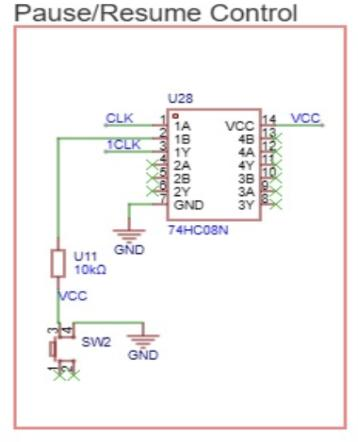 Pause/Resume Control
U28
CLK 1 1A VCC 14 VCC
2 1B 4B 13
1CLK 3 1Y 4A 12
4 2A 4Y 11
5 2B 3B 10
6 2Y 3A 9
7 GND 3Y 8
74HC08N
GND
U11
10kΩ
VCC
3 4
SW2
GND
1 2